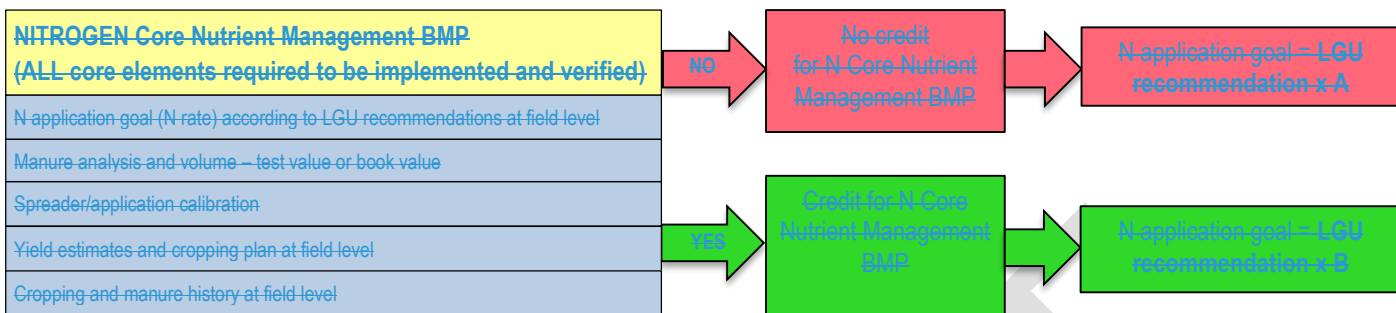 NITROGEN Core Nutrient Management BMP
(ALL core elements required to be implemented and verified)
N application goal (N rate) according to LGU recommendations at field level
Manure analysis and volume – test value or book value
Spreader/application calibration
Yield estimates and cropping plan at field level
Cropping and manure history at field level
NO
No credit
for N Core Nutrient
Management BMP
N application goal = LGU
recommendation x A
YES
Credit for N Core
Nutrient Management
BMP
N application goal = LGU
recommendation x B